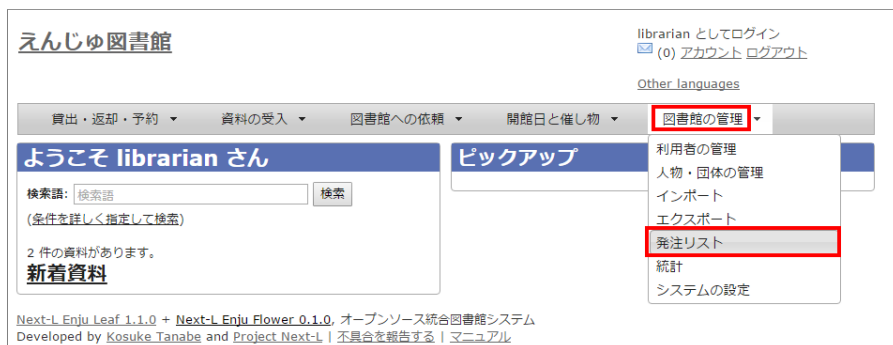 えんじゅ図書館
librarian としてログイン
(0) アカウント ログアウト
Other languages
貸出・返却・予約 ▼ 資料の受入 ▼ 図書館への依頼 ▼ 開館日と催し物 ▼ 図書館の管理 ▼
ようこそ librarian さん
ピックアップ
検索語: 検索語 検索
(条件を詳しく指定して検索)
2 件の資料があります。
新着資料
利用者の管理
人物・団体の管理
インポート
エクスポート
発注リスト
統計
システムの設定
Next-L Enju Leaf 1.1.0 + Next-L Enju Flower 0.1.0, オープンソース統合図書館システム
Developed by Kosuke Tanabe and Project Next-L | 不具合を報告する | マニュアル